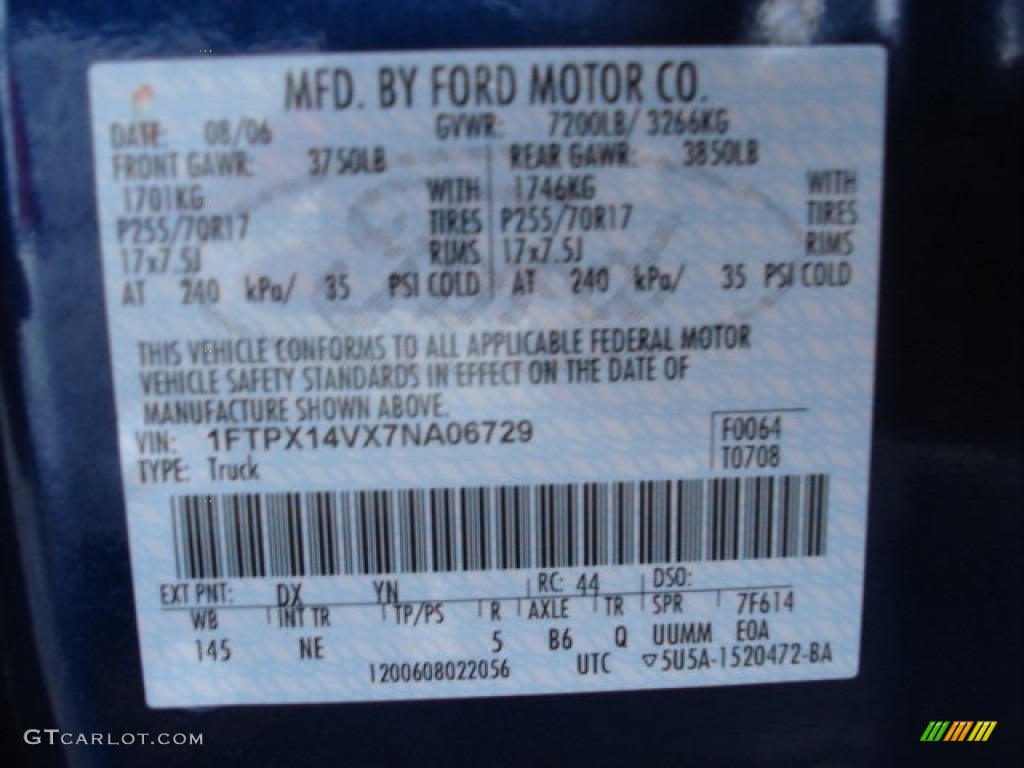 MFD. BY FORD MOTOR CO.
DATE: 08/06 GVWR: 7200LB/ 3266KG
FRONT GAWR: 3750LB REAR GAWR: 3850LB
1701KG WITH 1746KG WITH
P255/70R17 TIRES P255/70R17 TIRES
17x7.5J RIMS 17x7.5J RIMS
AT 240 kPa/ 35 PSI COLD AT 240 kPa/ 35 PSI COLD
THIS VEHICLE CONFORMS TO ALL APPLICABLE FEDERAL MOTOR
VEHICLE SAFETY STANDARDS IN EFFECT ON THE DATE OF
MANUFACTURE SHOWN ABOVE.
VIN: 1FTPX14VX7NA06729 F0064
TYPE: Truck T0708
EXT PNT: DX YN RC: 44 DSO:
WB INT TR TP/PS R AXLE TR SPR 7F614
145 NE 5 B6 Q UUMM EOA
1200608022056 UTC ▽5U5A-1520472-BA
GTCARLOT.COM